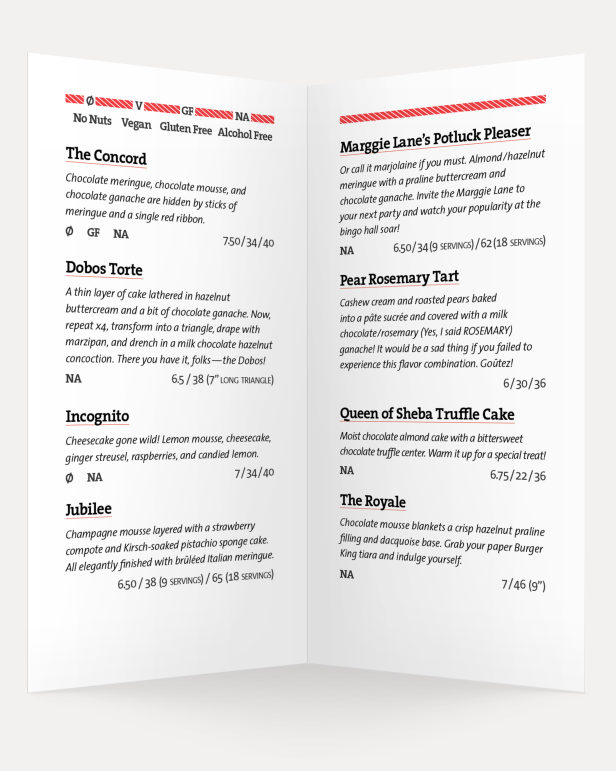 Ø V GF NA
No Nuts Vegan Gluten Free Alcohol Free
The Concord
Chocolate meringue, chocolate mousse, and
chocolate ganache are hidden by sticks of
meringue and a single red ribbon.
Ø GF NA 7.50/34/40
Dobos Torte
A thin layer of cake lathered in hazelnut
buttercream and a bit of chocolate ganache. Now,
repeat x4, transform into a triangle, drape with
marzipan, and drench in a milk chocolate hazelnut
concoction. There you have it, folks—the Dobos!
NA 6.5 / 38 (7” LONG TRIANGLE)
Incognito
Cheesecake gone wild! Lemon mousse, cheesecake,
ginger streusel, raspberries, and candied lemon.
Ø NA 7/34/40
Jubilee
Champagne mousse layered with a strawberry
compote and Kirsch-soaked pistachio sponge cake.
All elegantly finished with brûléed Italian meringue.
6.50 / 38 (9 SERVINGS) / 65 (18 SERVINGS)
Marggie Lane’s Potluck Pleaser
Or call it marjolaine if you must. Almond/hazelnut
meringue with a praline buttercream and
chocolate ganache. Invite the Marggie Lane to
your next party and watch your popularity at the
bingo hall soar!
NA 6.50/34(9 SERVINGS)/62(18 SERVINGS)
Pear Rosemary Tart
Cashew cream and roasted pears baked
into a pâte sucrée and covered with a milk
chocolate/rosemary (Yes, I said ROSEMARY)
ganache! It would be a sad thing if you failed to
experience this flavor combination. Goûtez!
6/30/36
Queen of Sheba Truffle Cake
Moist chocolate almond cake with a bittersweet
chocolate truffle center. Warm it up for a special treat!
NA 6.75/22/36
The Royale
Chocolate mousse blankets a crisp hazelnut praline
filling and dacquoise base. Grab your paper Burger
King tiara and indulge yourself.
NA 7/46 (9”)